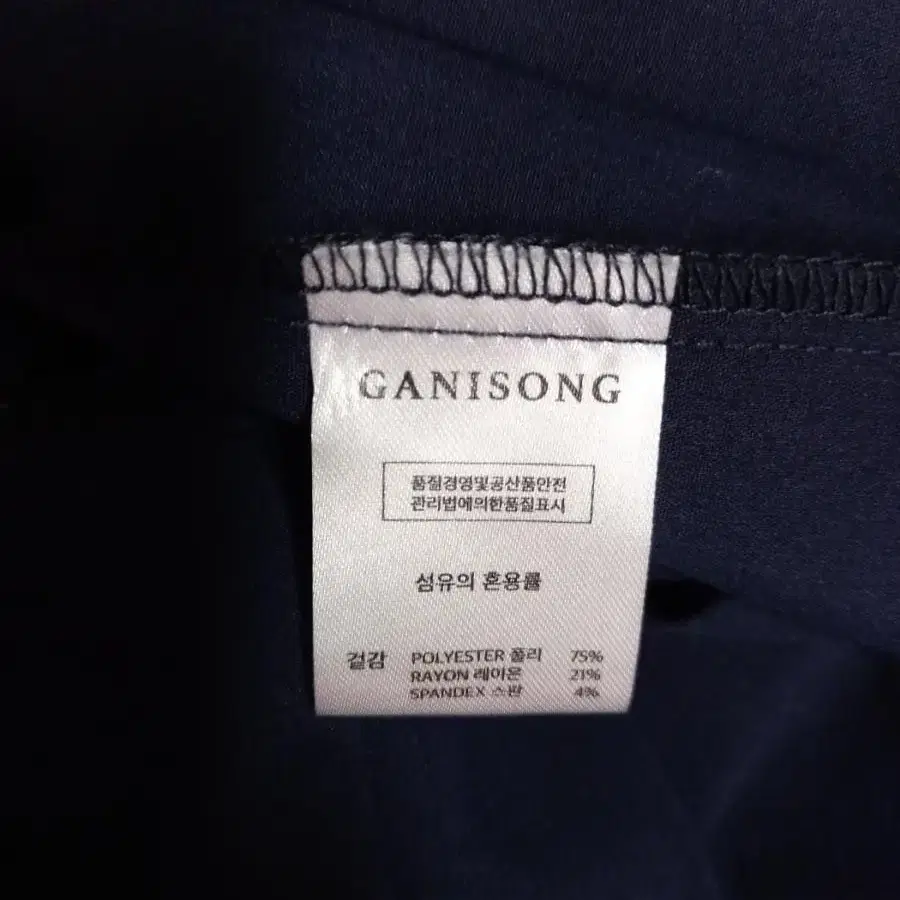 GANISONG
품질경영및공산품안전
관리법에의한품질표시
섬유의 혼용률
겉감 POLYESTER 폴리 75%
RAYON 레이온 21%
SPANDEX 스판 4%